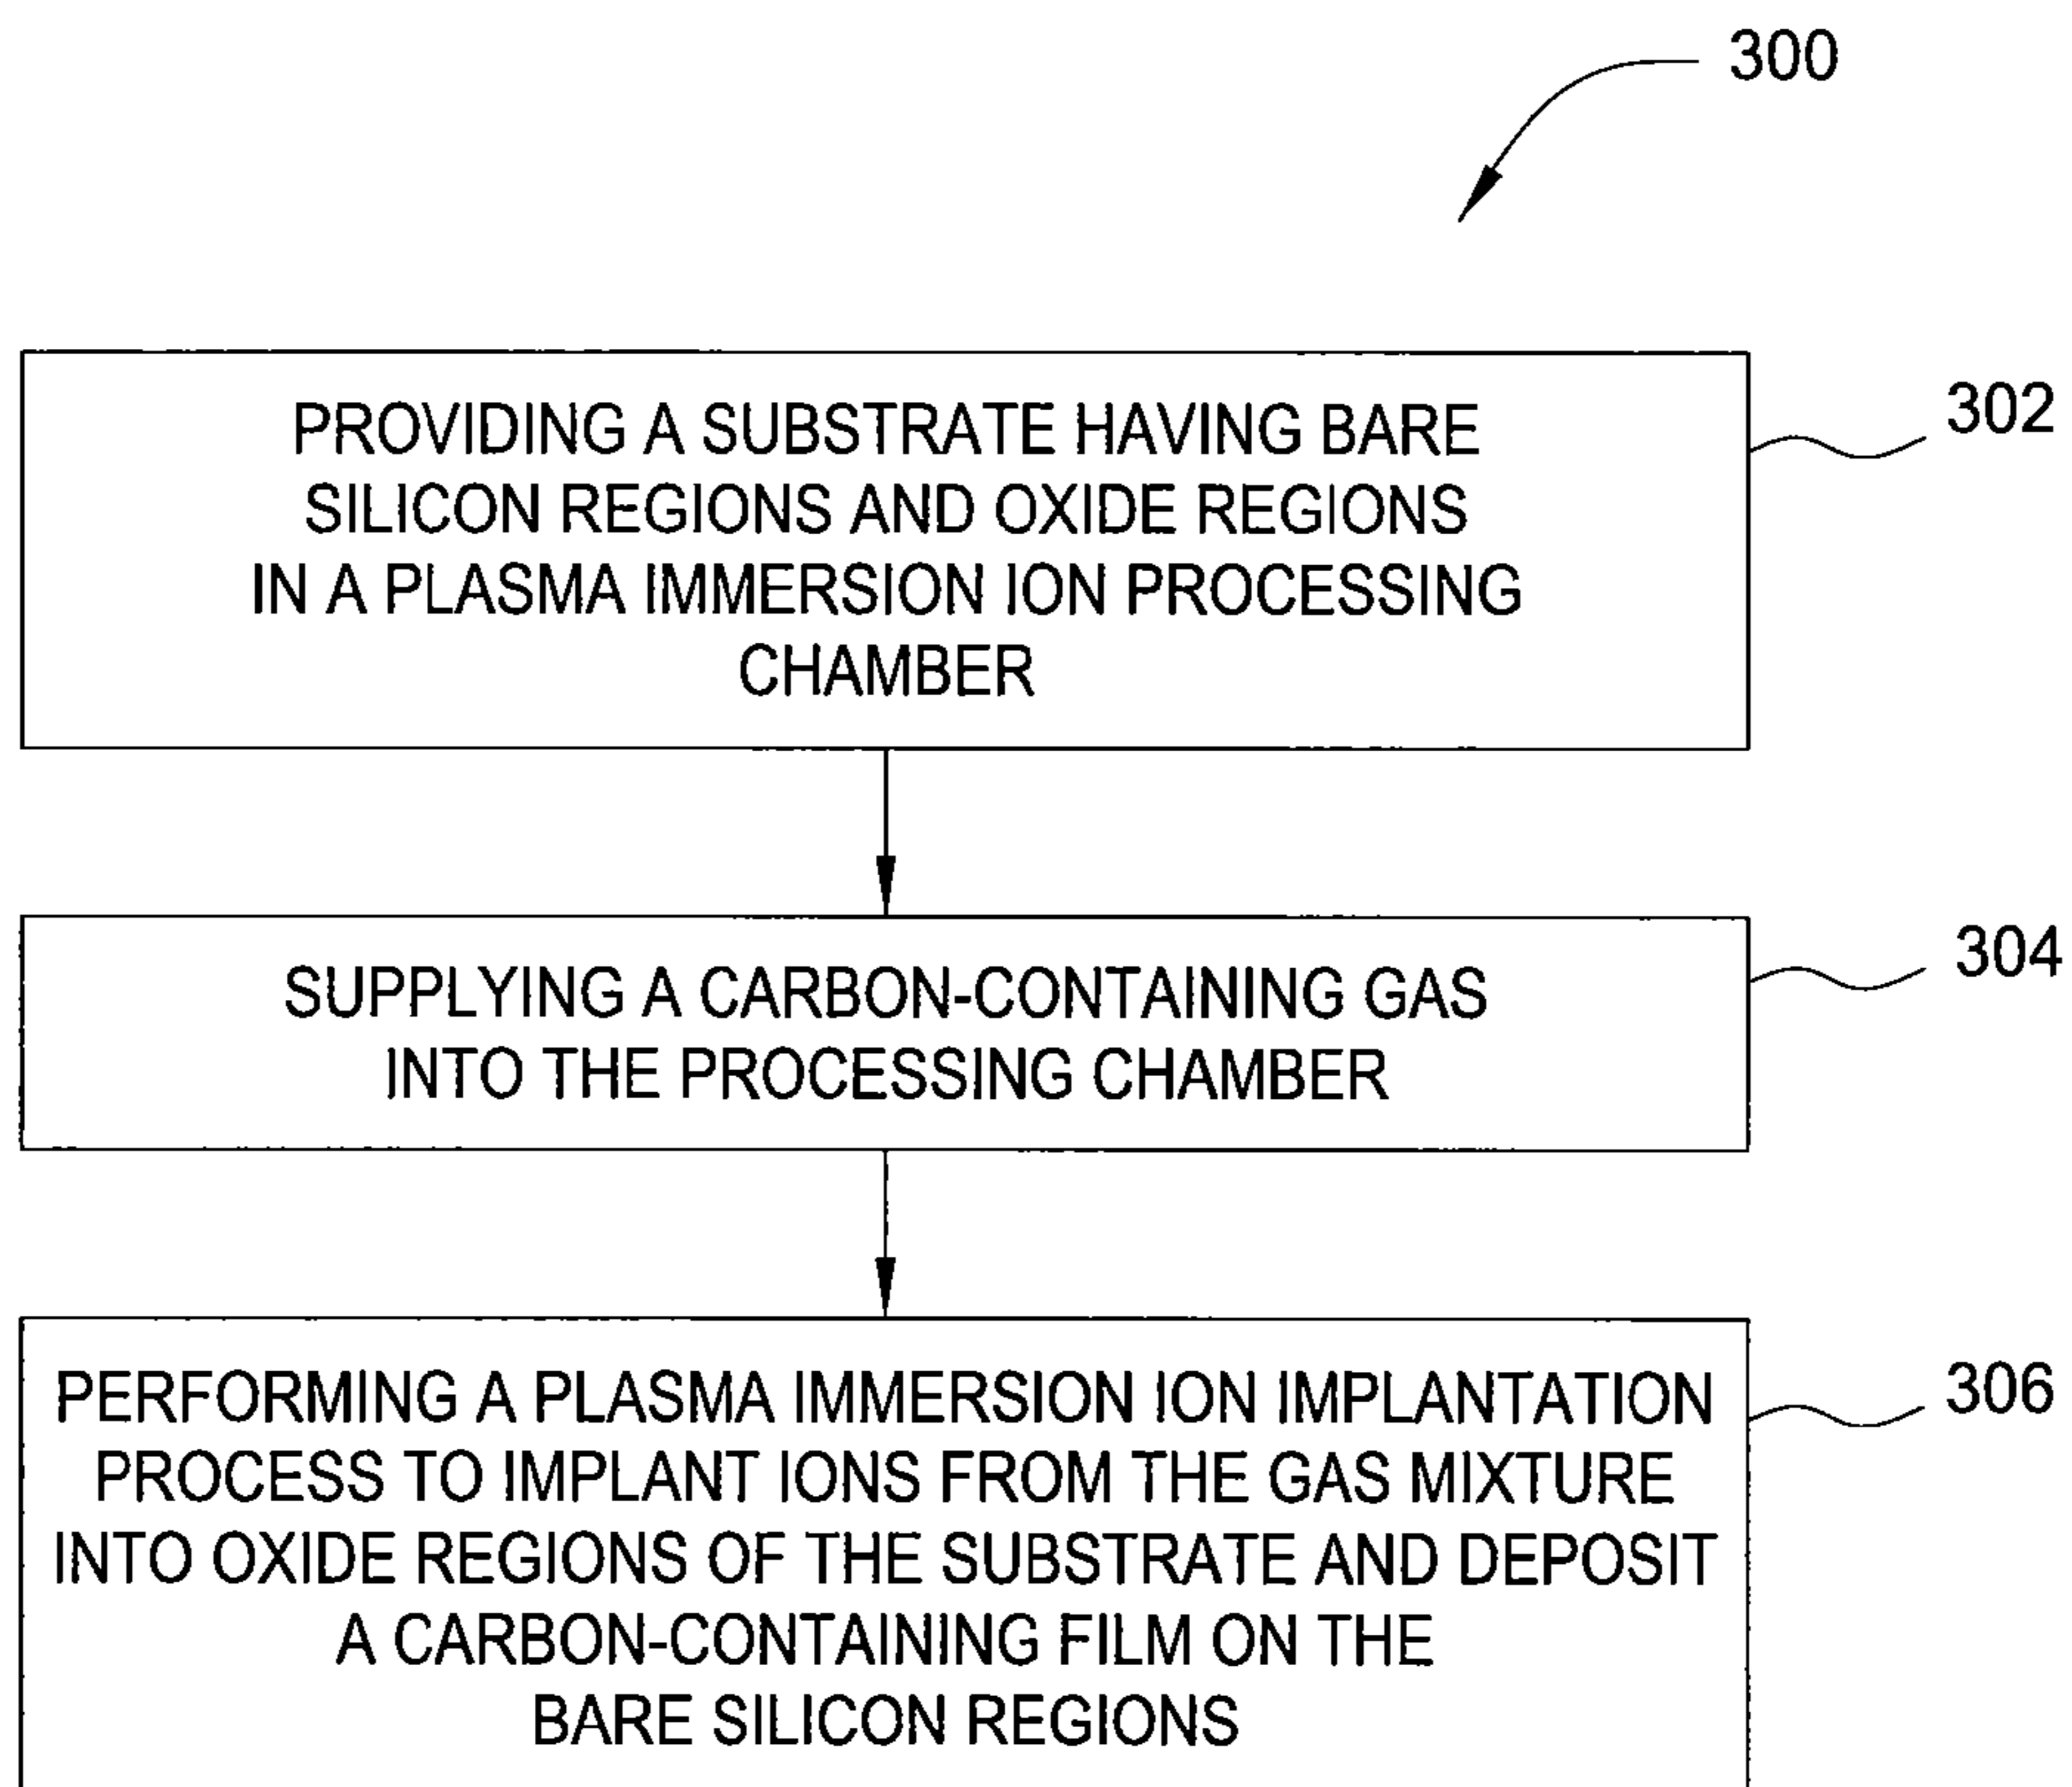 300
PROVIDING A SUBSTRATE HAVING BARE
SILICON REGIONS AND OXIDE REGIONS
IN A PLASMA IMMERSION ION PROCESSING
CHAMBER
302
SUPPLYING A CARBON-CONTAINING GAS
INTO THE PROCESSING CHAMBER
304
PERFORMING A PLASMA IMMERSION ION IMPLANTATION
PROCESS TO IMPLANT IONS FROM THE GAS MIXTURE
INTO OXIDE REGIONS OF THE SUBSTRATE AND DEPOSIT
A CARBON-CONTAINING FILM ON THE
BARE SILICON REGIONS
306